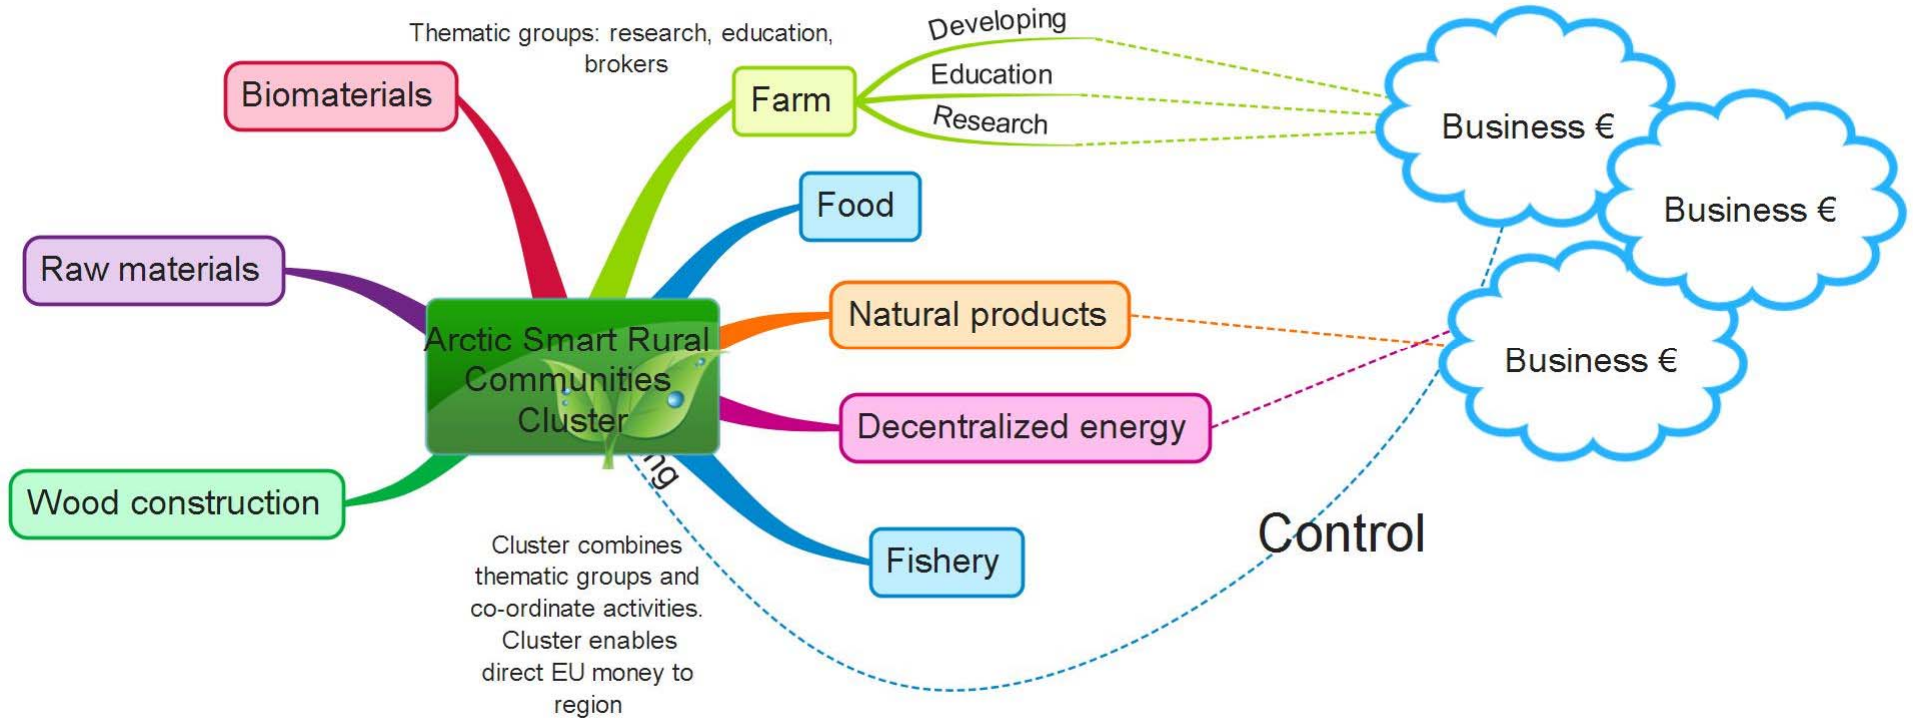 Thematic groups: research, education,
brokers
Developing
Education
Research
Biomaterials
Farm
Business €
Food
Business €
Raw materials
Natural products
Arctic Smart Rural
Communities
Cluster
Business €
Decentralized energy
ng
Wood construction
Control
Fishery
Cluster combines
thematic groups and
co-ordinate activities.
Cluster enables
direct EU money to
region